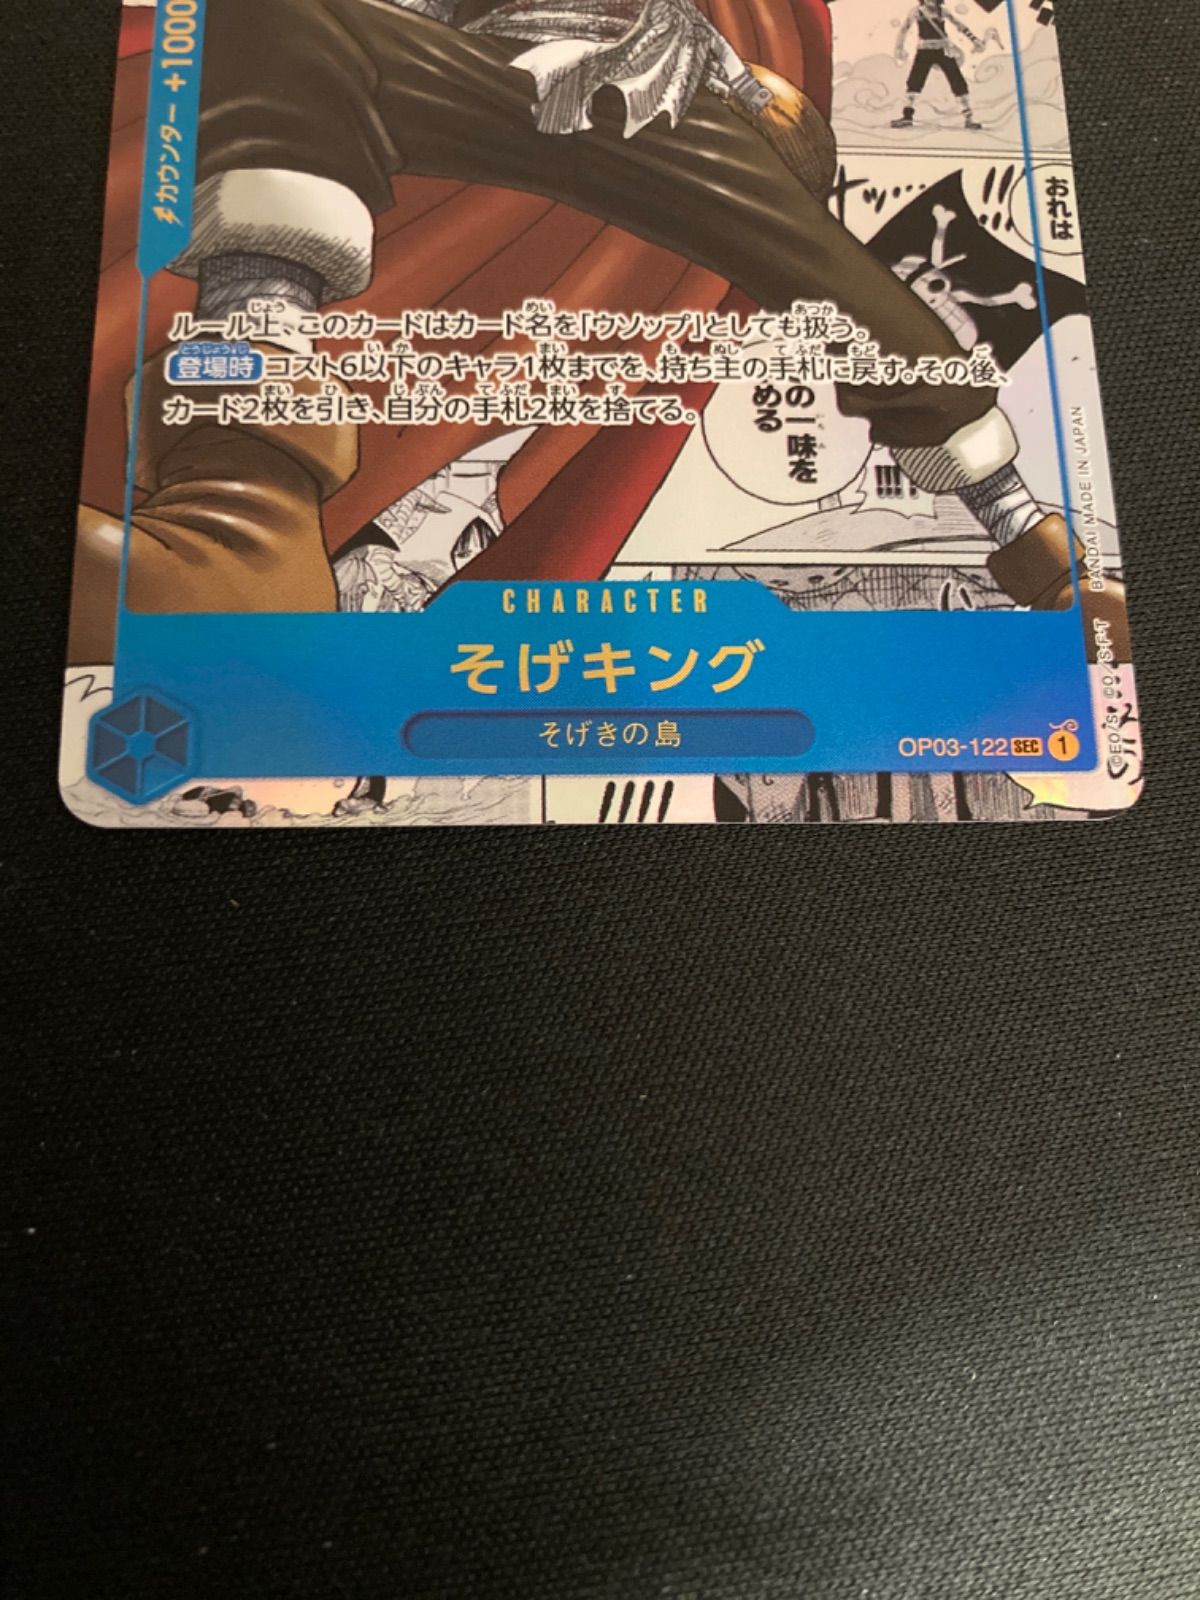 カウンター +1000
おれは
ルール上、このカードはカード名を「ウソップ」としても扱う。
登場時 コスト6以下のキャラ1枚までを、持ち主の手札に戻す。その後、
カード2枚を引き、自分の手札2枚を捨てる。
の一味を
める
!!!!
CHARACTER
そげキング
そげきの島
OP03-122 SEC 1
BANDAI MADE IN JAPAN